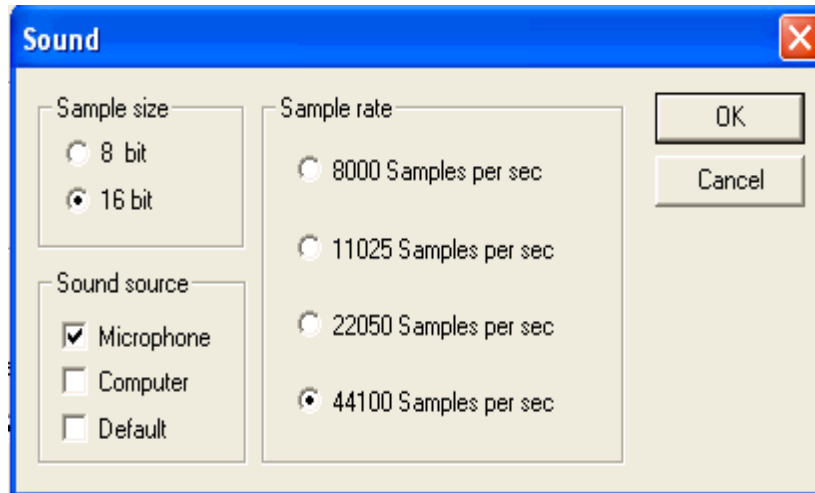 Sound
Sample size
8 bit
16 bit
Sound source
Microphone
Computer
Default
Sample rate
8000 Samples per sec
11025 Samples per sec
22050 Samples per sec
44100 Samples per sec
OK
Cancel